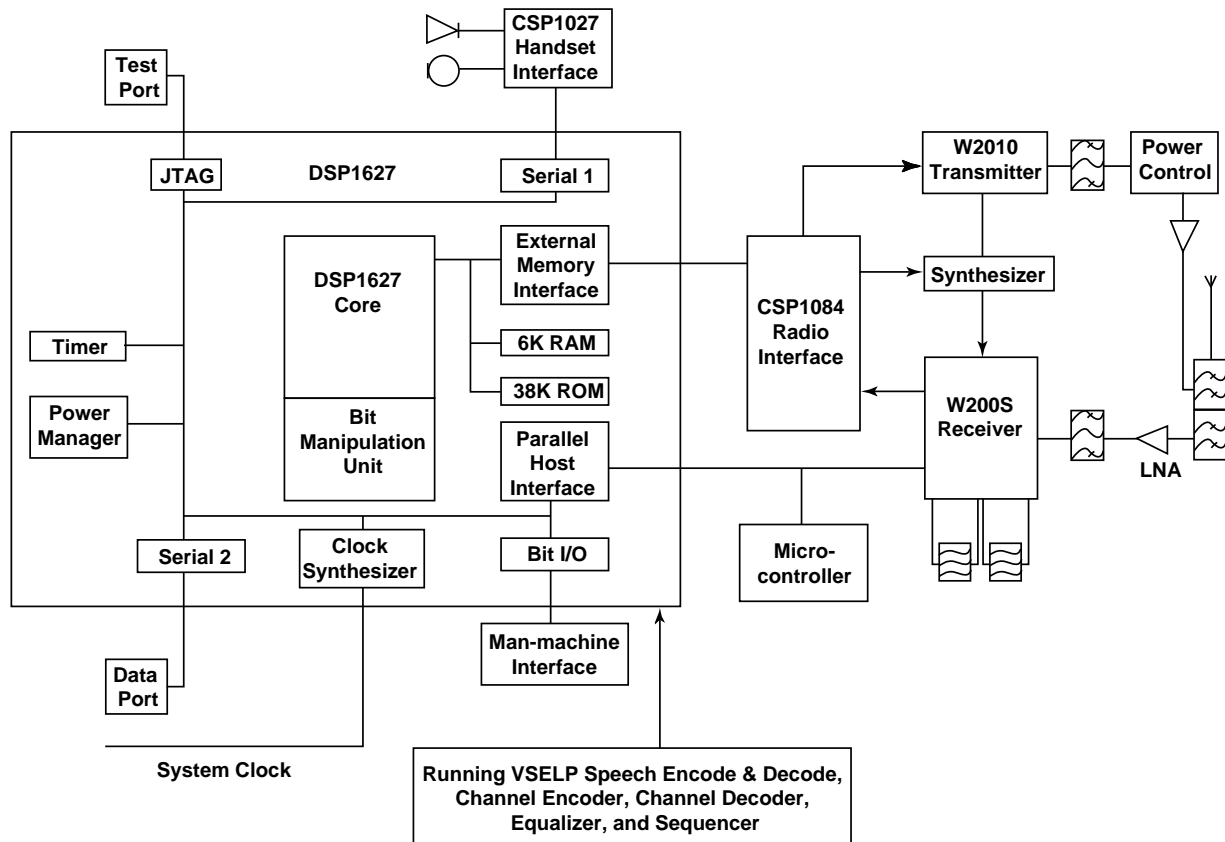 CSP1027
Handset
Interface
Test
Port
JTAG
DSP1627
Serial 1
W2010
Transmitter
Power
Control
External
Memory
Interface
DSP1627
Core
CSP1084
Radio
Interface
Synthesizer
Timer
6K RAM
38K ROM
Power
Manager
Bit
Manipulation
Unit
Parallel
Host
Interface
W200S
Receiver
LNA
Serial 2
Clock
Synthesizer
Bit I/O
Micro-
controller
Man-machine
Interface
Data
Port
System Clock
Running VSELP Speech Encode & Decode,
Channel Encoder, Channel Decoder,
Equalizer, and Sequencer